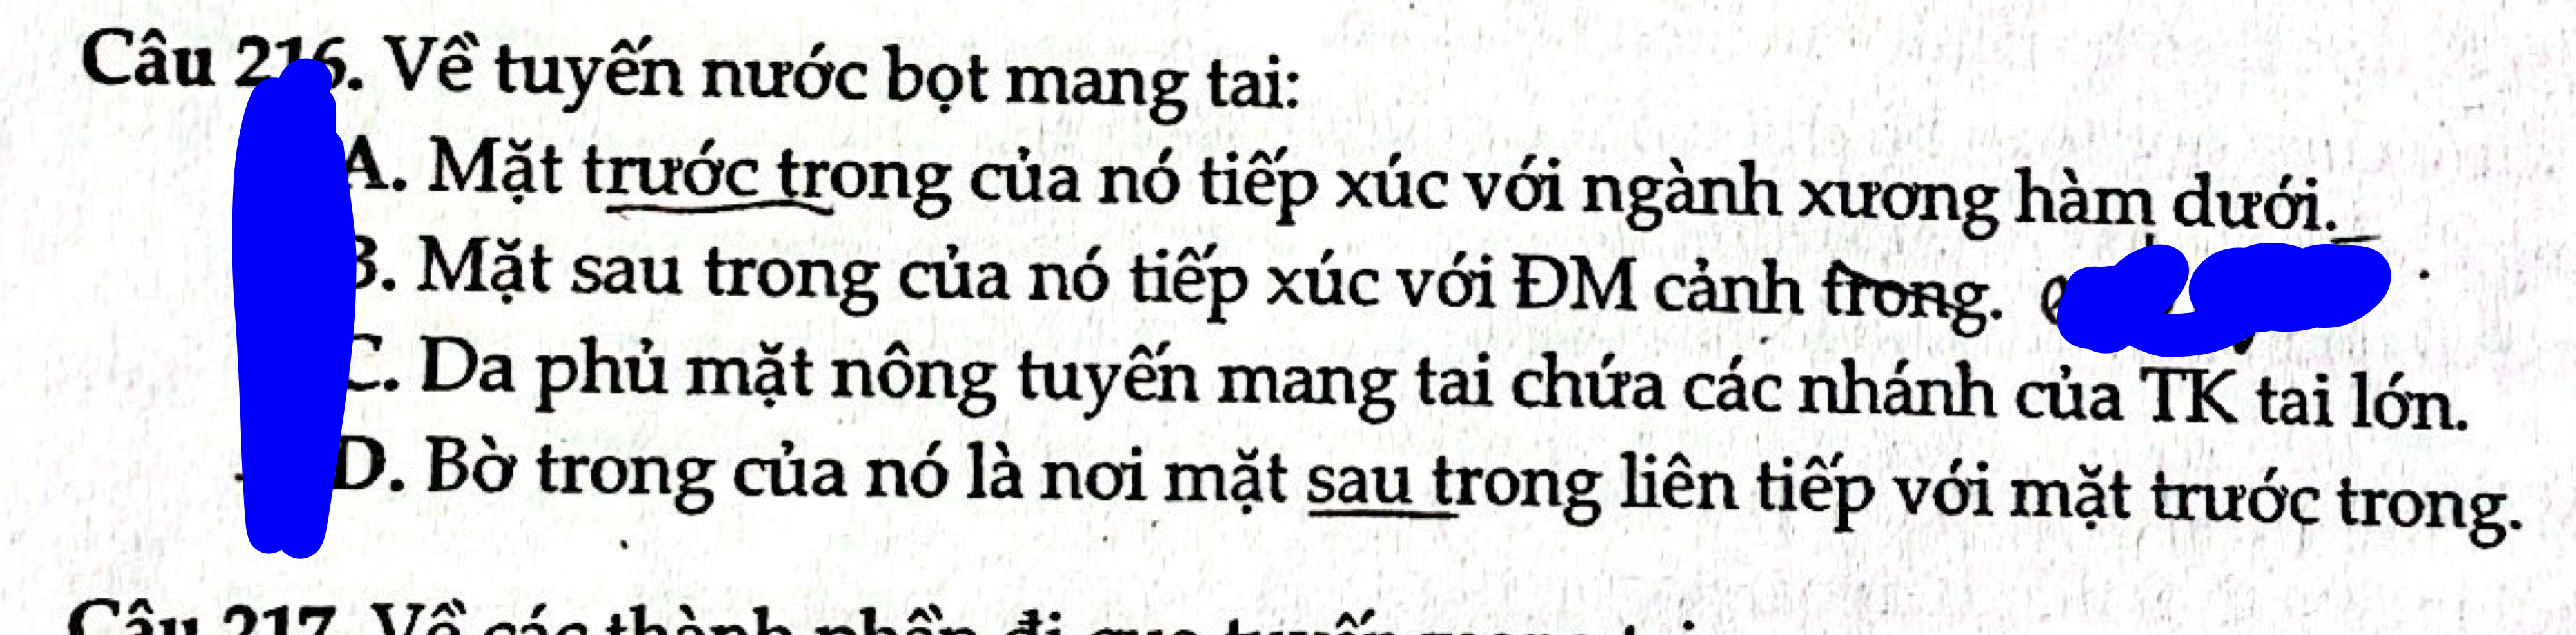 Câu 216. Về tuyến nước bọt mang tai:
A. Mặt trước trong của nó tiếp xúc với ngành xương hàm dưới.
B. Mặt sau trong của nó tiếp xúc với ĐM cảnh trong.
C. Da phủ mặt nông tuyến mang tai chứa các nhánh của TK tai lớn.
D. Bờ trong của nó là nơi mặt sau trong liên tiếp với mặt trước trong.
Câu 217. Về các thành phần đi qua tuyến mang tai